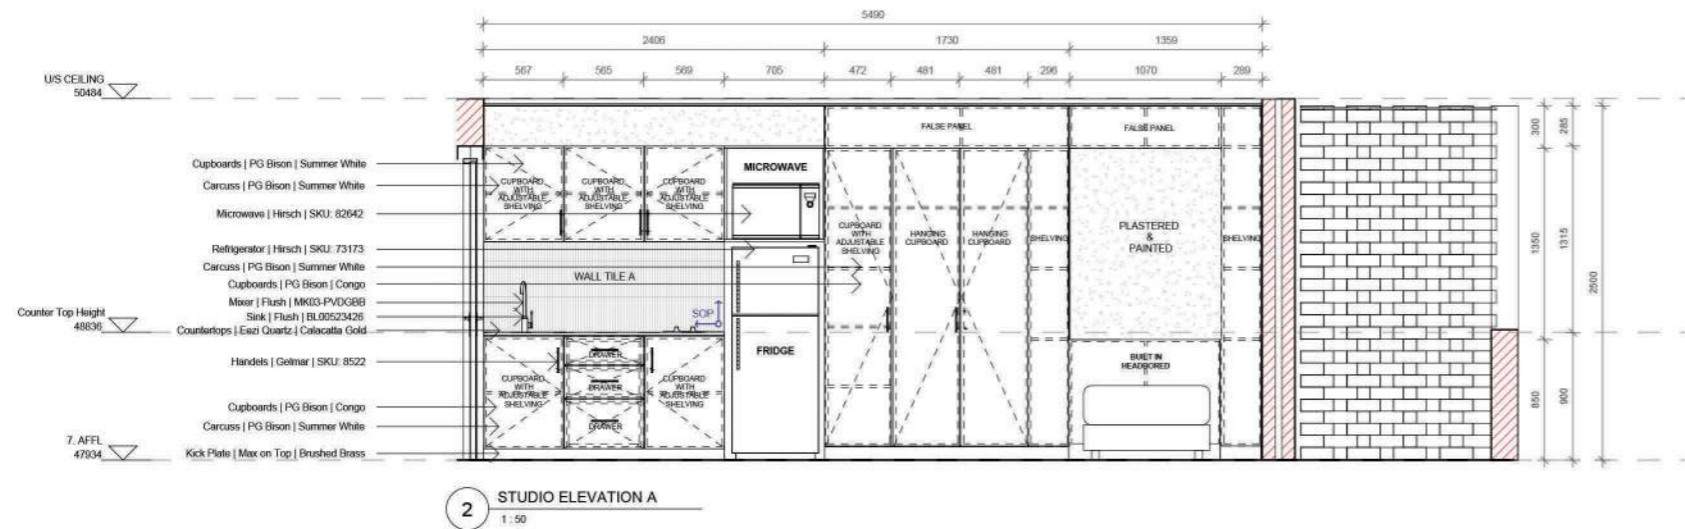 5490
2406 1730 1359
567 565 569 705 472 481 481 296 1070 289
U/S CEILING
50484
FALSE PANEL
FALSE PANEL
300
285
Cupboards | PG Bison | Summer White
Carcuss | PG Bison | Summer White
Microwave | Hirsch | SKU: 82642
Refrigerator | Hirsch | SKU: 73173
Carcuss | PG Bison | Summer White
Cupboards | PG Bison | Congo
Mixer | Flush | MK03-PVDGBB
Sink | Flush | BL00523426
Countertops | Eezi Quartz | Calacatta Gold
Handels | Gelmar | SKU: 8522
Cupboards | PG Bison | Congo
Carcuss | PG Bison | Summer White
Kick Plate | Max on Top | Brushed Brass
Counter Top Height
48836
7. AFFL
47934
CUPBOARD
WITH
ADJUSTABLE
SHELVING
CUPBOARD
WITH
ADJUSTABLE
SHELVING
CUPBOARD
WITH
ADJUSTABLE
SHELVING
MICROWAVE
WALL TILE A
SOP
FRIDGE
CUPBOARD
WITH
ADJUSTABLE
SHELVING
DRAWER
DRAWER
DRAWER
CUPBOARD
WITH
ADJUSTABLE
SHELVING
CUPBOARD
WITH
ADJUSTABLE
SHELVING
HANGING
CUPBOARD
HANGING
CUPBOARD
SHELVING
PLASTERED
&
PAINTED
SHELVING
BUILT IN
HEADBORED
1350
1315
2500
850
900
2
STUDIO ELEVATION A
1 : 50